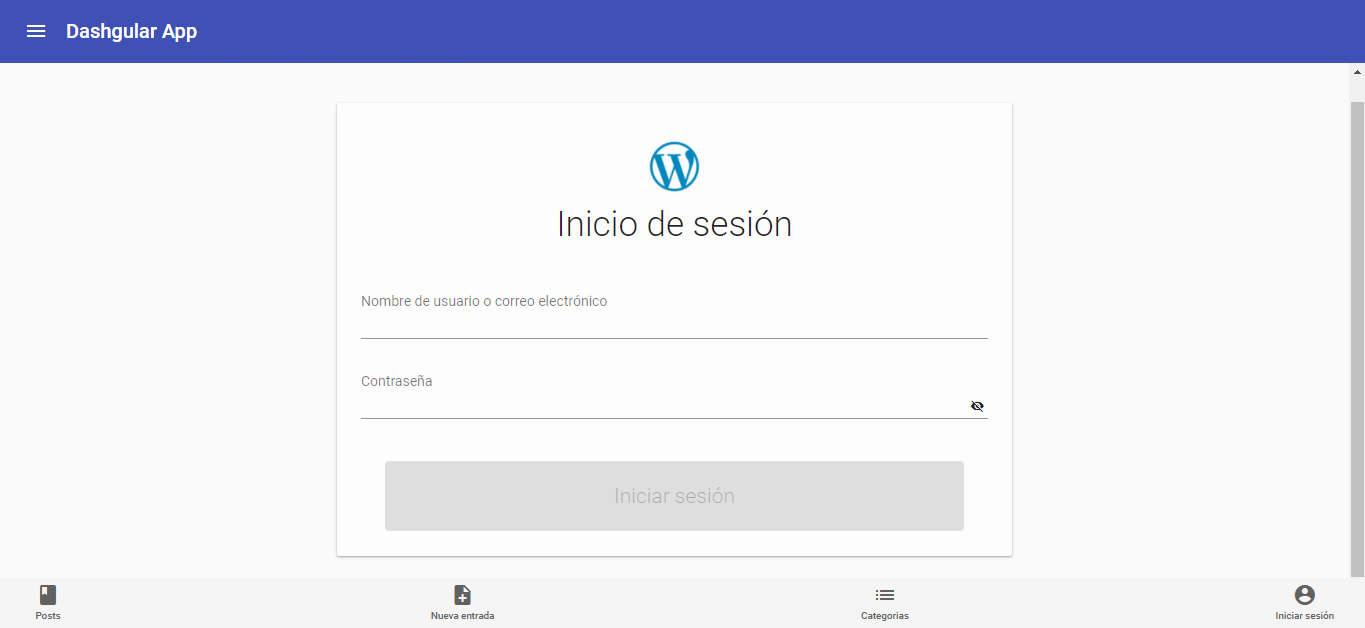 Dashgular App
Inicio de sesión
Nombre de usuario o correo electrónico
Contraseña
Iniciar sesión
Posts
Nueva entrada
Categorias
Iniciar sesión